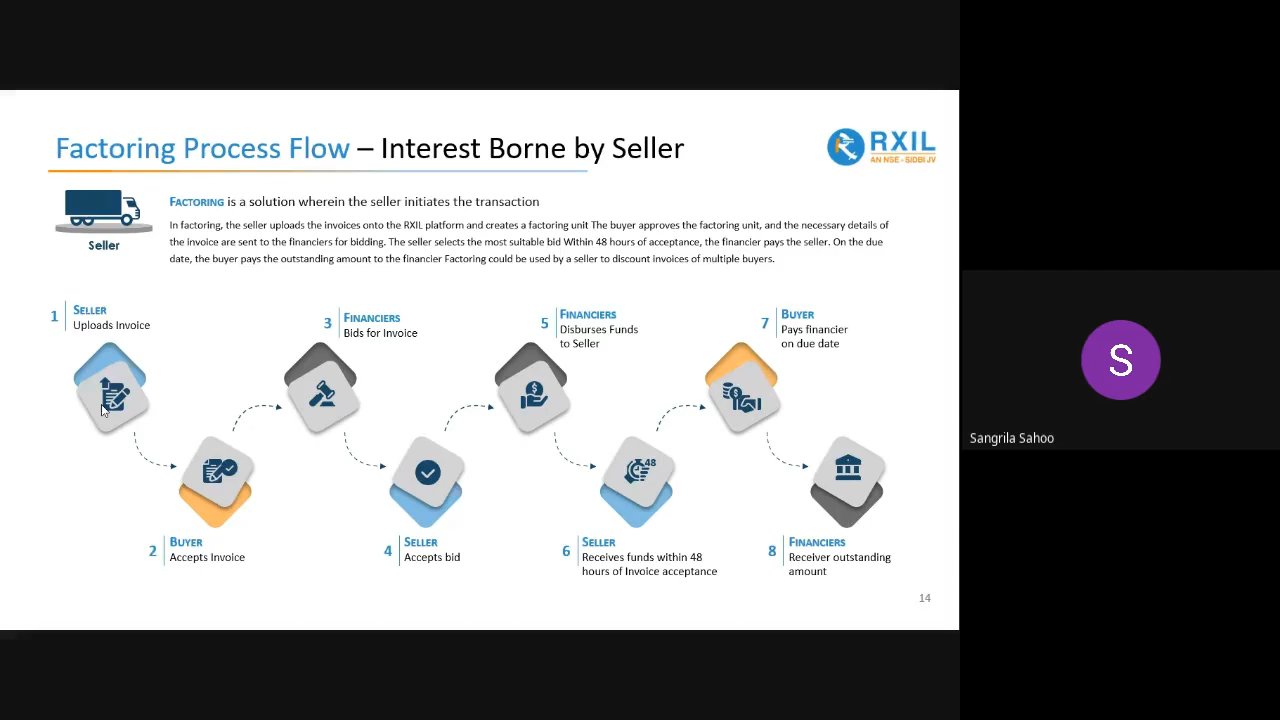 Factoring Process Flow – Interest Borne by Seller
RXIL
AN NSE - SIDBI JV
Seller
FACTORING is a solution wherein the seller initiates the transaction
In factoring, the seller uploads the invoices onto the RXIL platform and creates a factoring unit The buyer approves the factoring unit, and the necessary details of
the invoice are sent to the financiers for bidding. The seller selects the most suitable bid Within 48 hours of acceptance, the financier pays the seller. On the due
date, the buyer pays the outstanding amount to the financier Factoring could be used by a seller to discount invoices of multiple buyers.
1 SELLER
Uploads Invoice
3 FINANCIERS
Bids for Invoice
5 FINANCIERS
Disburses Funds
to Seller
7 BUYER
Pays financier
on due date
48
2 BUYER
Accepts Invoice
4 SELLER
Accepts bid
6 SELLER
Receives funds within 48
hours of Invoice acceptance
8 FINANCIERS
Receiver outstanding
amount
14
S
Sangrila Sahoo